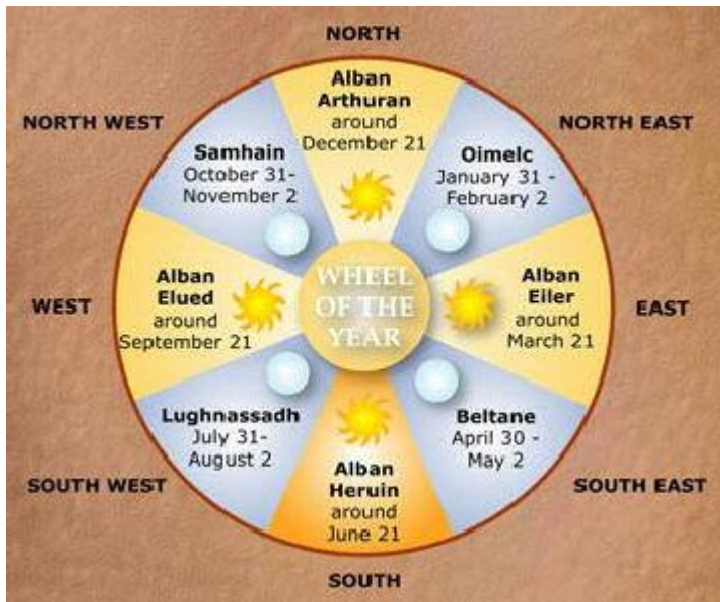 NORTH
Alban
Arthuran
around
December 21
NORTH WEST
NORTH EAST
Samhain
October 31-
November 2
Oimelc
January 31 -
February 2
WEST
Alban
Elued
around
September 21
WHEEL
OF THE
YEAR
Alban
Eiler
around
March 21
EAST
Lughnassadh
July 31-
August 2
Beltane
April 30 -
May 2
SOUTH WEST
Alban
Heruin
around
June 21
SOUTH EAST
SOUTH